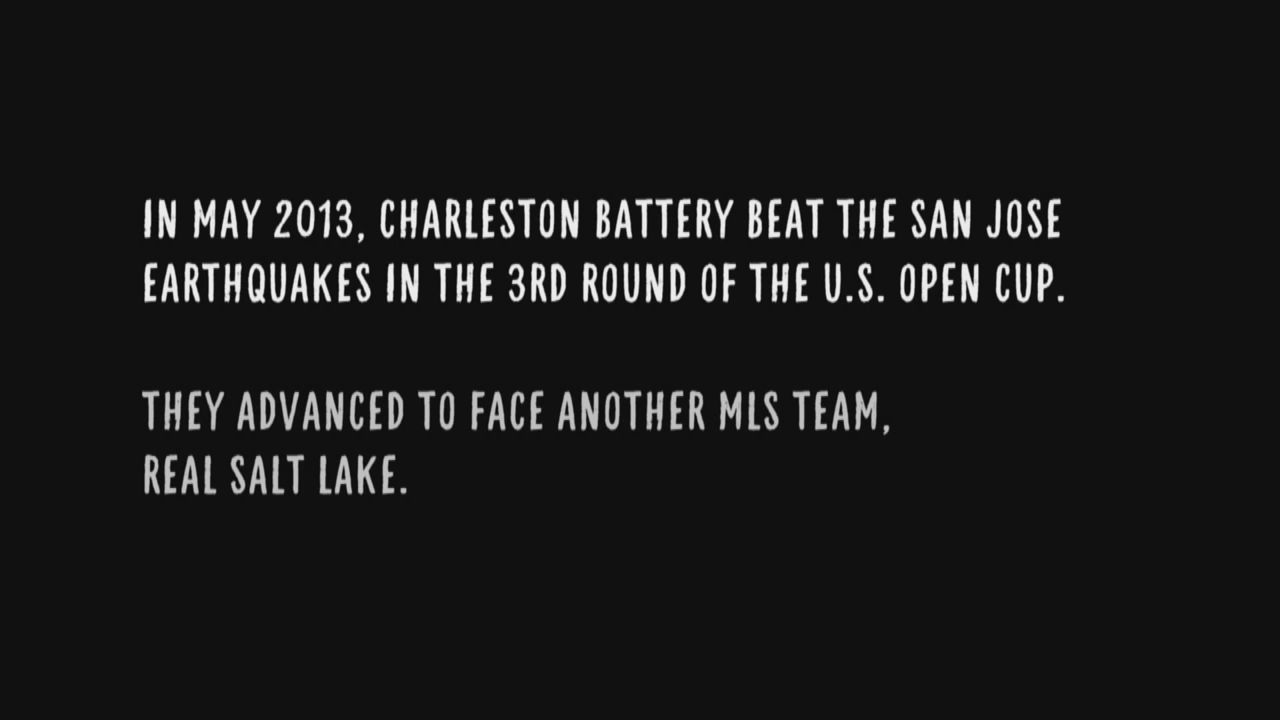 IN MAY 2013, CHARLESTON BATTERY BEAT THE SAN JOSE
EARTHQUAKES IN THE 3RD ROUND OF THE U.S. OPEN CUP.
THEY ADVANCED TO FACE ANOTHER MLS TEAM,
REAL SALT LAKE.